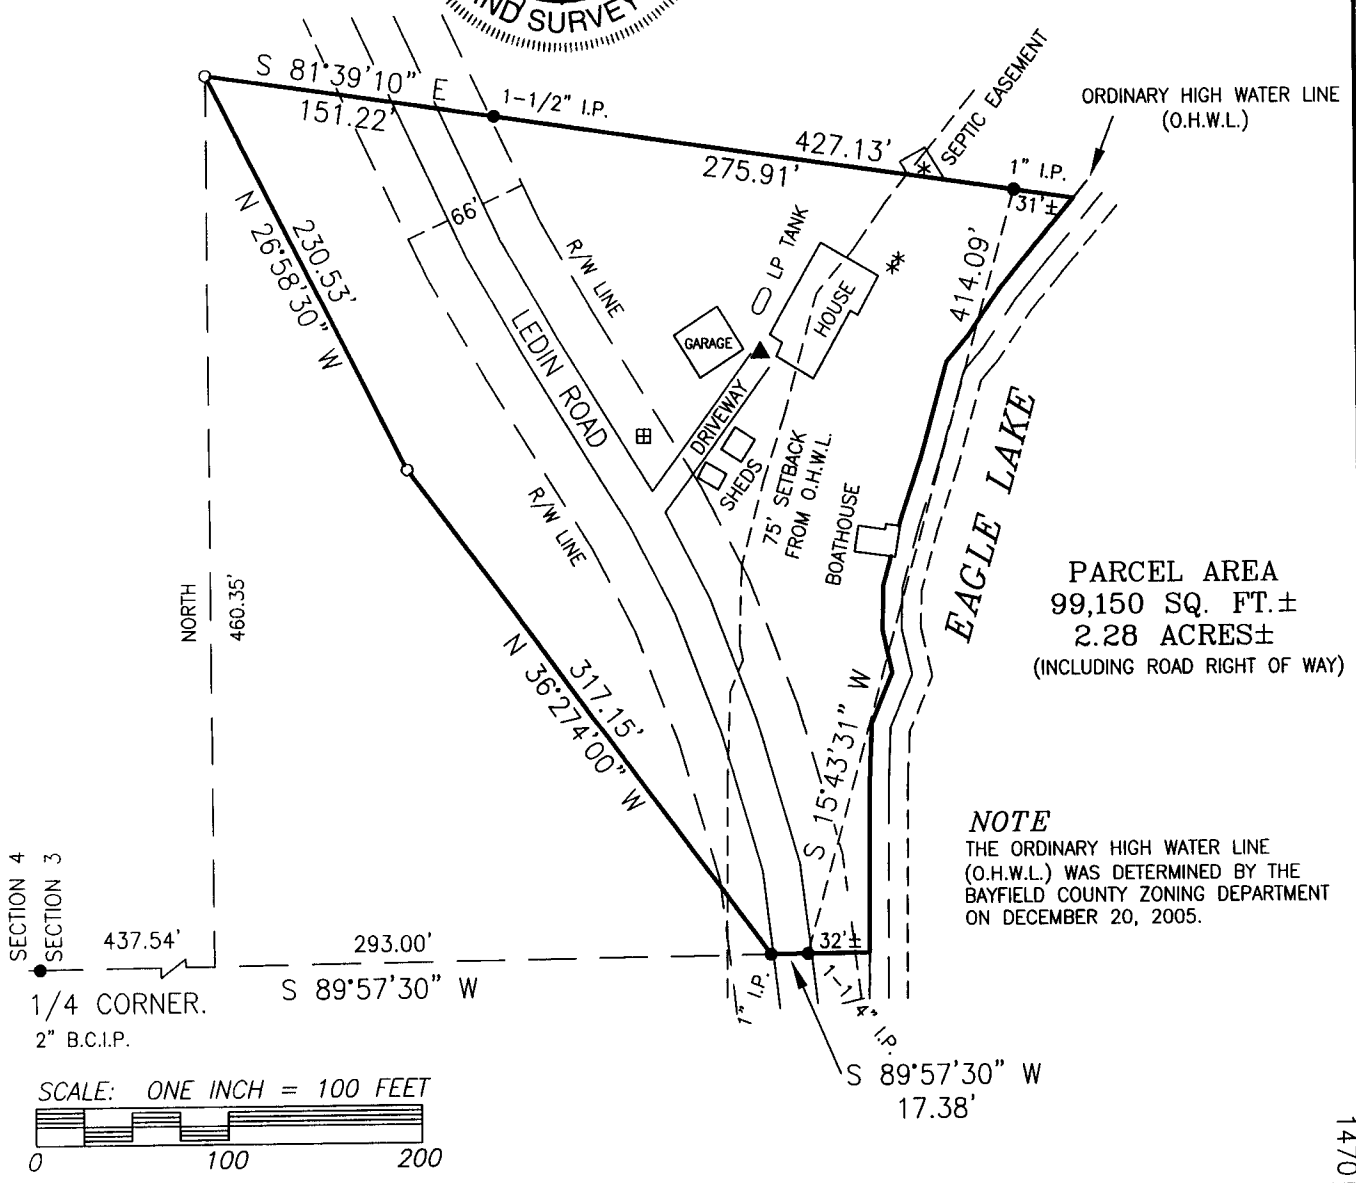 ND SURVEY
S 81°39'10" E
151.22'
1-1/2" I.P.
427.13'
275.91'
SEPTIC EASEMENT
ORDINARY HIGH WATER LINE
(O.H.W.L.)
1" I.P.
31'±
66'
N 26°58'30" W
230.53'
R/W LINE
LP TANK
HOUSE
GARAGE
414.09'
LEDIN ROAD
DRIVEWAY
SHEDS
75' SETBACK
FROM O.H.W.L.
BOATHOUSE
EAGLE LAKE
R/W LINE
NORTH
460.35'
PARCEL AREA
99,150 SQ. FT.±
2.28 ACRES±
(INCLUDING ROAD RIGHT OF WAY)
317.15'
N 36°274'00" W
S 15°43'31" W
NOTE
THE ORDINARY HIGH WATER LINE
(O.H.W.L.) WAS DETERMINED BY THE
BAYFIELD COUNTY ZONING DEPARTMENT
ON DECEMBER 20, 2005.
SECTION 4
SECTION 3
437.54'
293.00'
32'±
S 89°57'30" W
1/4 CORNER.
2" B.C.I.P.
1" I.P.
1-1/4" I.P.
S 89°57'30" W
17.38'
SCALE: ONE INCH = 100 FEET
0 100 200
1470